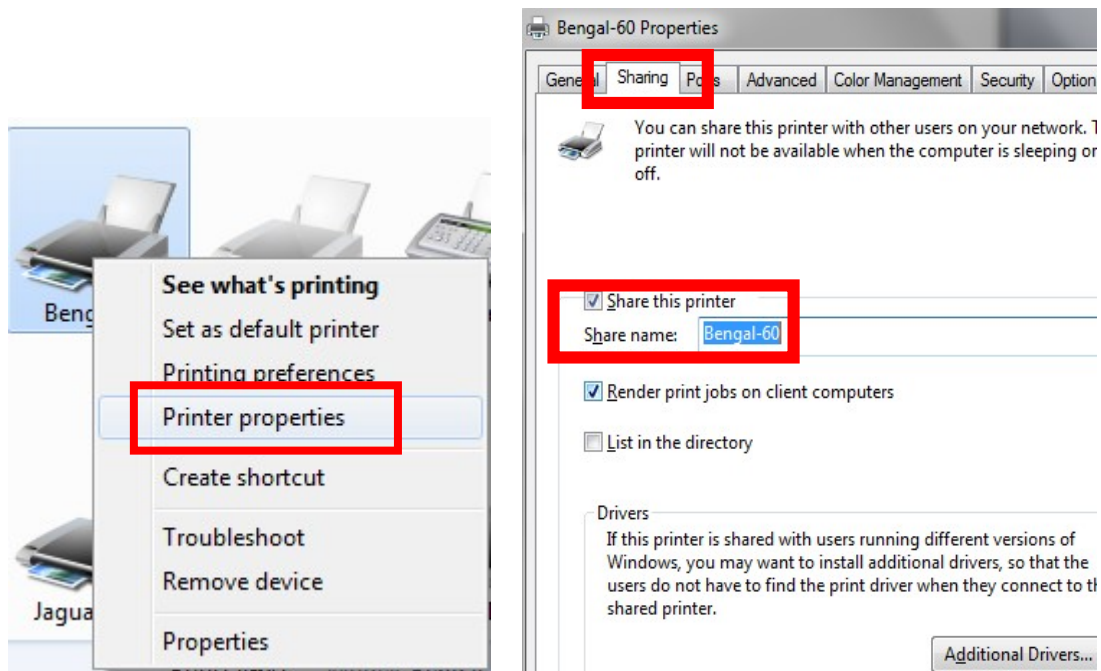 See what's printing
Set as default printer
Printing preferences
Printer properties
Create shortcut
Troubleshoot
Remove device
Properties
Bengal-60 Properties
General Sharing Advanced Color Management Security Option
You can share this printer with other users on your network.
printer will not be available when the computer is sleeping or
off.
Share this printer
Share name: Bengal-60
Render print jobs on client computers
List in the directory
Drivers
If this printer is shared with users running different versions of
Windows, you may want to install additional drivers, so that the
users do not have to find the print driver when they connect to
shared printer.
Additional Drivers...